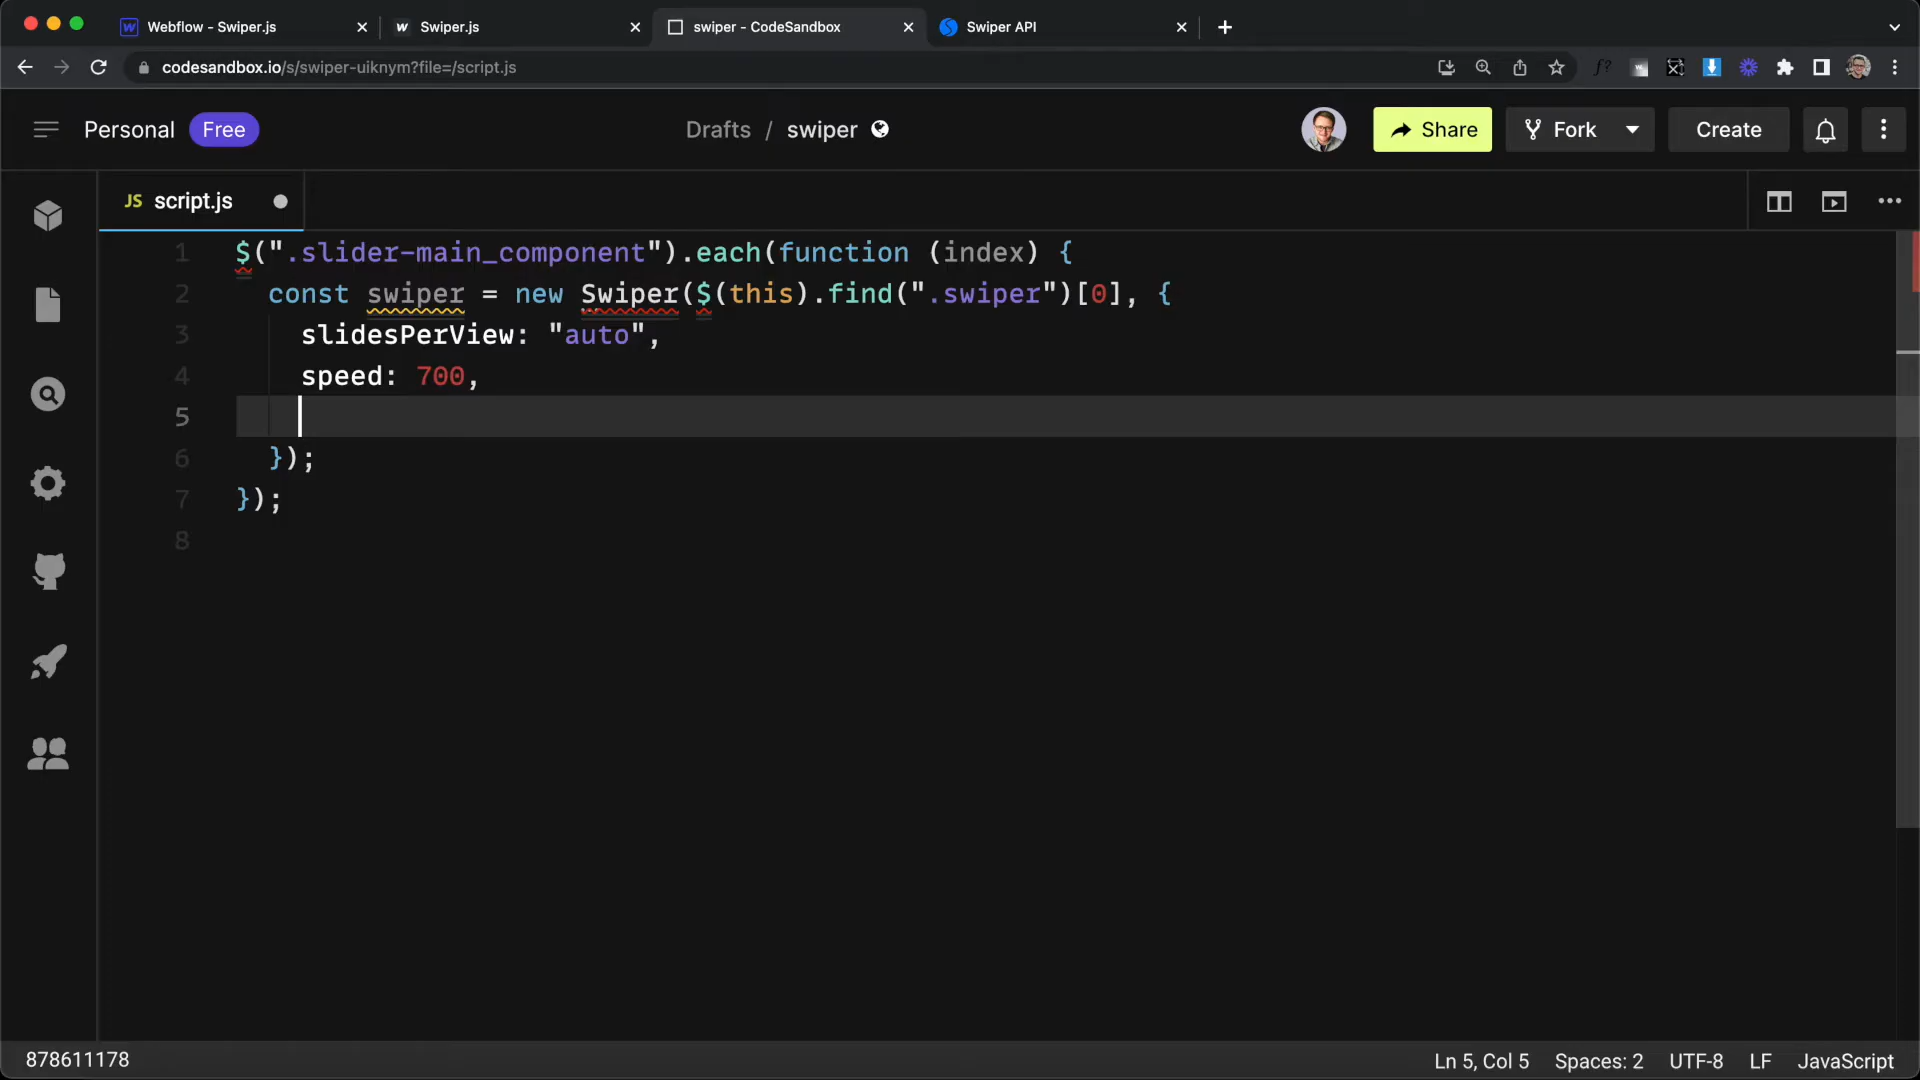 Webflow - Swiper.js
Swiper.js
swiper - CodeSandbox
Swiper API
codesandbox.io/s/swiper-uiknym?file=/script.js
Personal
Free
Drafts / swiper
Share
Fork
Create
JS script.js
1 $(".slider-main_component").each(function (index) {
2 const swiper = new Swiper($(this).find(".swiper")[0], {
3 slidesPerView: "auto",
4 speed: 700,
5
6 });
7 });
8
878611178
Ln 5, Col 5
Spaces: 2
UTF-8
LF
JavaScript